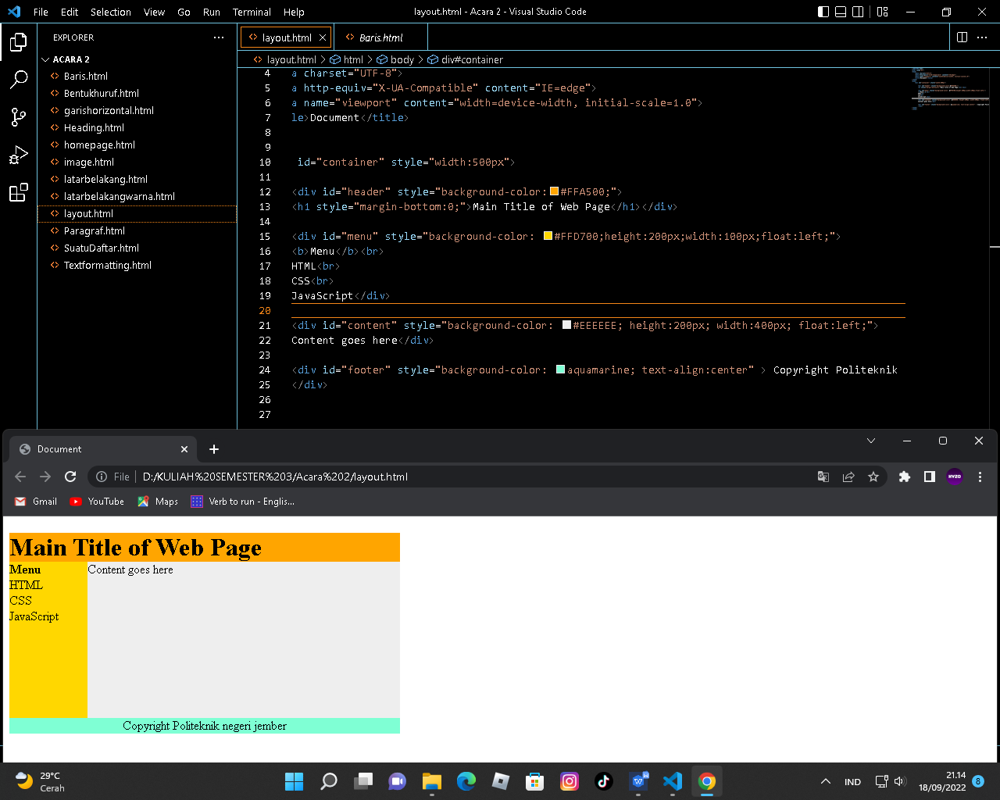 File Edit Selection View Go Run Terminal Help layout.html - Acara 2 - Visual Studio Code
EXPLORER
ACARA 2
Baris.html
Bentukhuruf.html
garishorizontal.html
Heading.html
homepage.html
image.html
latarbelakang.html
latarbelakangwarna.html
layout.html
Paragraf.html
SuatuDaftar.html
Textformatting.html
layout.html Baris.html
layout.html > html > body > div#container
4 a charset="UTF-8">
5 a http-equiv="X-UA-Compatible" content="IE=edge">
6 a name="viewport" content="width=device-width, initial-scale=1.0">
7 le>Document</title>
8
9
10 id="container" style="width:500px">
11
12 <div id="header" style="background-color:#FFA500;">
13 <h1 style="margin-bottom:0;">Main Title of Web Page</h1></div>
14
15 <div id="menu" style="background-color: #FFD700;height:200px;width:100px;float:left;">
16 <b>Menu</b><br>
17 HTML<br>
18 CSS<br>
19 JavaScript</div>
20
21 <div id="content" style="background-color: #EEEEEE; height:200px; width:400px; float:left;">
22 Content goes here</div>
23
24 <div id="footer" style="background-color: aquamarine; text-align:center" > Copyright Politeknik
25 </div>
26
27
Document
File D:/KULIAH%20SEMESTER%203/Acara%202/layout.html
HYZO
Gmail YouTube Maps Verb to run - Englis...
Main Title of Web Page
Menu
HTML
CSS
JavaScript
Content goes here
Copyright Politeknik negeri jember
29°C
Cerah
IND
21.14
18/09/2022
8